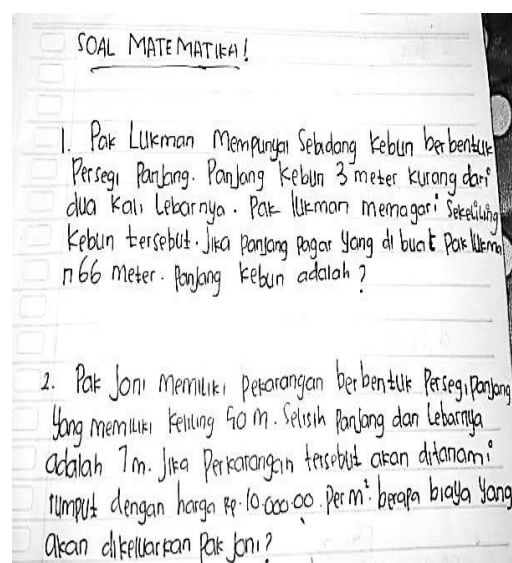 SOAL MATEMATIKA!
1. Pak Lukman Mempunyai Sebidang Kebun berbentuk
Persegi Panjang. Panjang Kebun 3 meter kurang dari
dua Kali Lebarnya. Pak lukman memagari Sekeliling
Kebun tersebut. Jika panjang pagar yang di buat Pak lukma
n 66 Meter. Panjang kebun adalah ?
2. Pak Joni Memiliki Pekarangan berbentuk Persegi Panjang
Yang memiliki Keliling 50 m. Selisih Panjang dan Lebarnya
adalah 7 m. Jika Perkarangan tersebut akan ditanami
rumput dengan harga Rp.10.000.00. Per m². berapa biaya Yang
akan dikelluarkan Pak Joni?